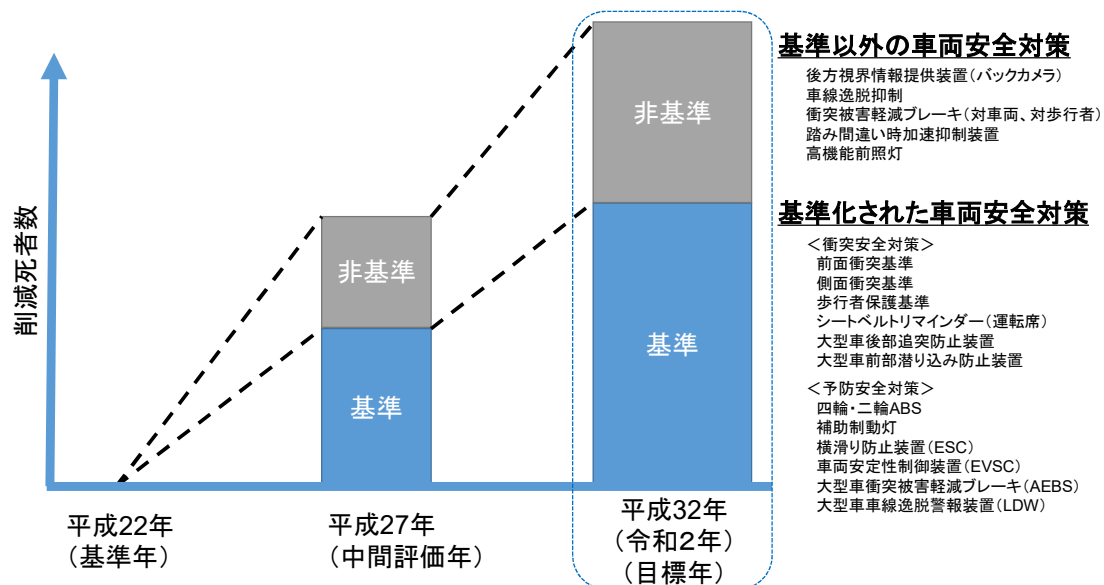 削減死者数
非基準
基準
非基準
基準
平成22年
（基準年）
平成27年
（中間評価年）
平成32年
（令和2年）
（目標年）
基準以外の車両安全対策
後方視界情報提供装置（バックカメラ）
車線逸脱抑制
衝突被害軽減ブレーキ（対車両、対歩行者）
踏み間違い時加速抑制装置
高機能前照灯
基準化された車両安全対策
＜衝突安全対策＞
前面衝突基準
側面衝突基準
歩行者保護基準
シートベルトリマインダー（運転席）
大型車後部追突防止装置
大型車前部潜り込み防止装置
＜予防安全対策＞
四輪・二輪ABS
補助制動灯
横滑り防止装置（ESC）
車両安定性制御装置（EVSC）
大型車衝突被害軽減ブレーキ（AEBS）
大型車車線逸脱警報装置（LDW）